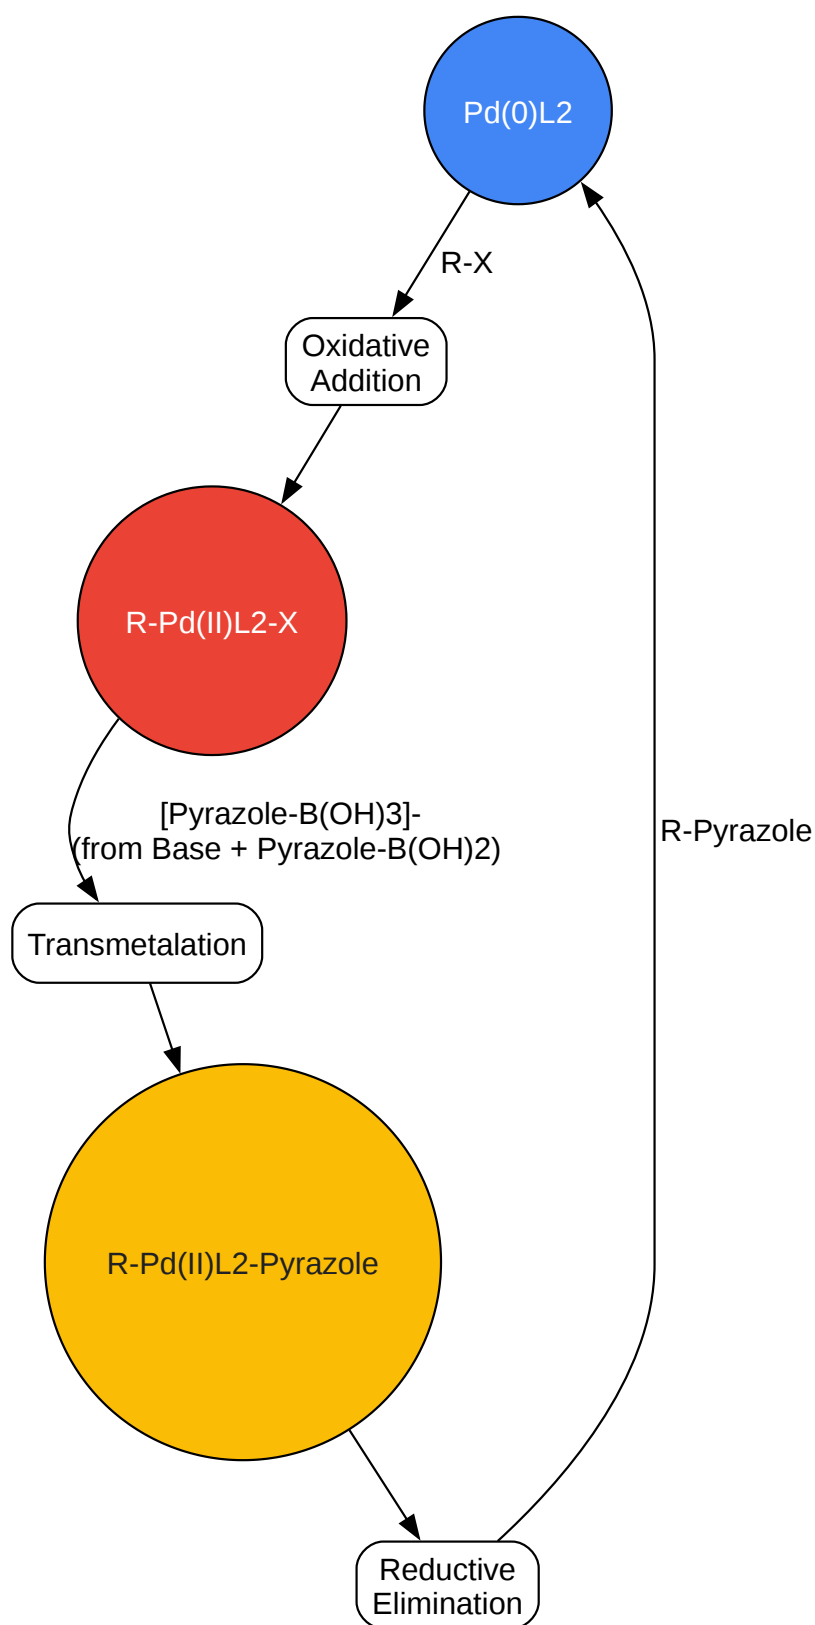 Pd(0)L2
R-X
Oxidative
Addition
R-Pd(II)L2-X
[Pyrazole-B(OH)3]-
(from Base + Pyrazole-B(OH)2)
R-Pyrazole
Transmetalation
R-Pd(II)L2-Pyrazole
Reductive
Elimination